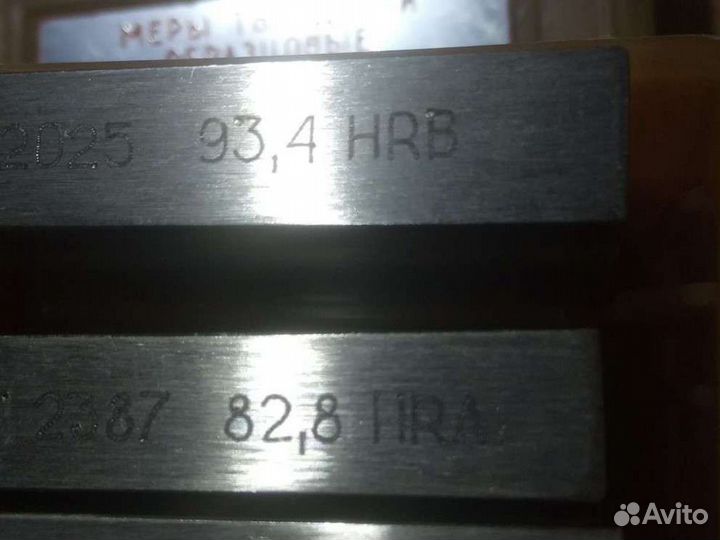 МЕРЫ
ОБРАЗЦОВЫЕ
2025 93,4 HRB
2387 82,8 HRA
Avito